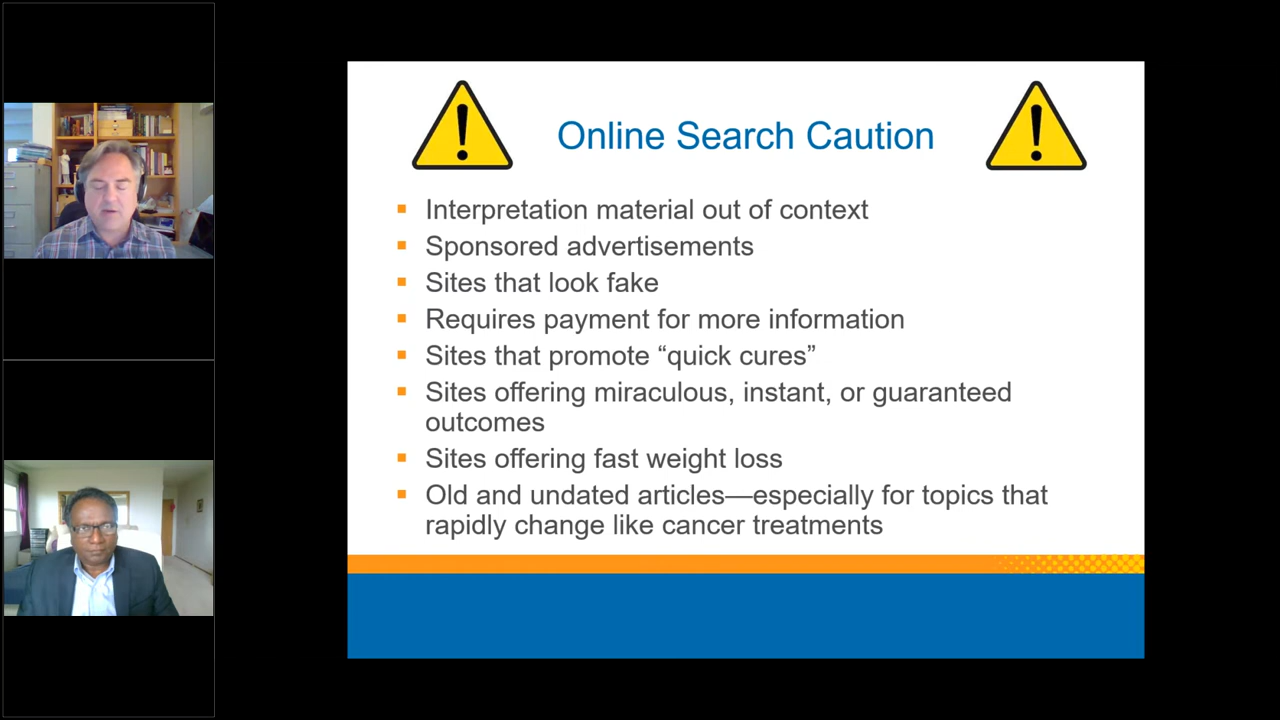 Online Search Caution
Interpretation material out of context
Sponsored advertisements
Sites that look fake
Requires payment for more information
Sites that promote “quick cures”
Sites offering miraculous, instant, or guaranteed
outcomes
Sites offering fast weight loss
Old and undated articles—especially for topics that
rapidly change like cancer treatments